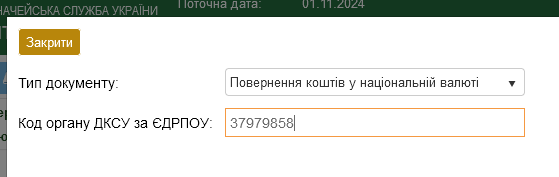 НАЧЕЙСЬКА СЛУЖБА УКРАЇНИ
Поточна дата: 01.11.2024
Закрити
Тип документу: Повернення коштів у національній валюті
Код органу ДКСУ за ЄДРПОУ: 37979858